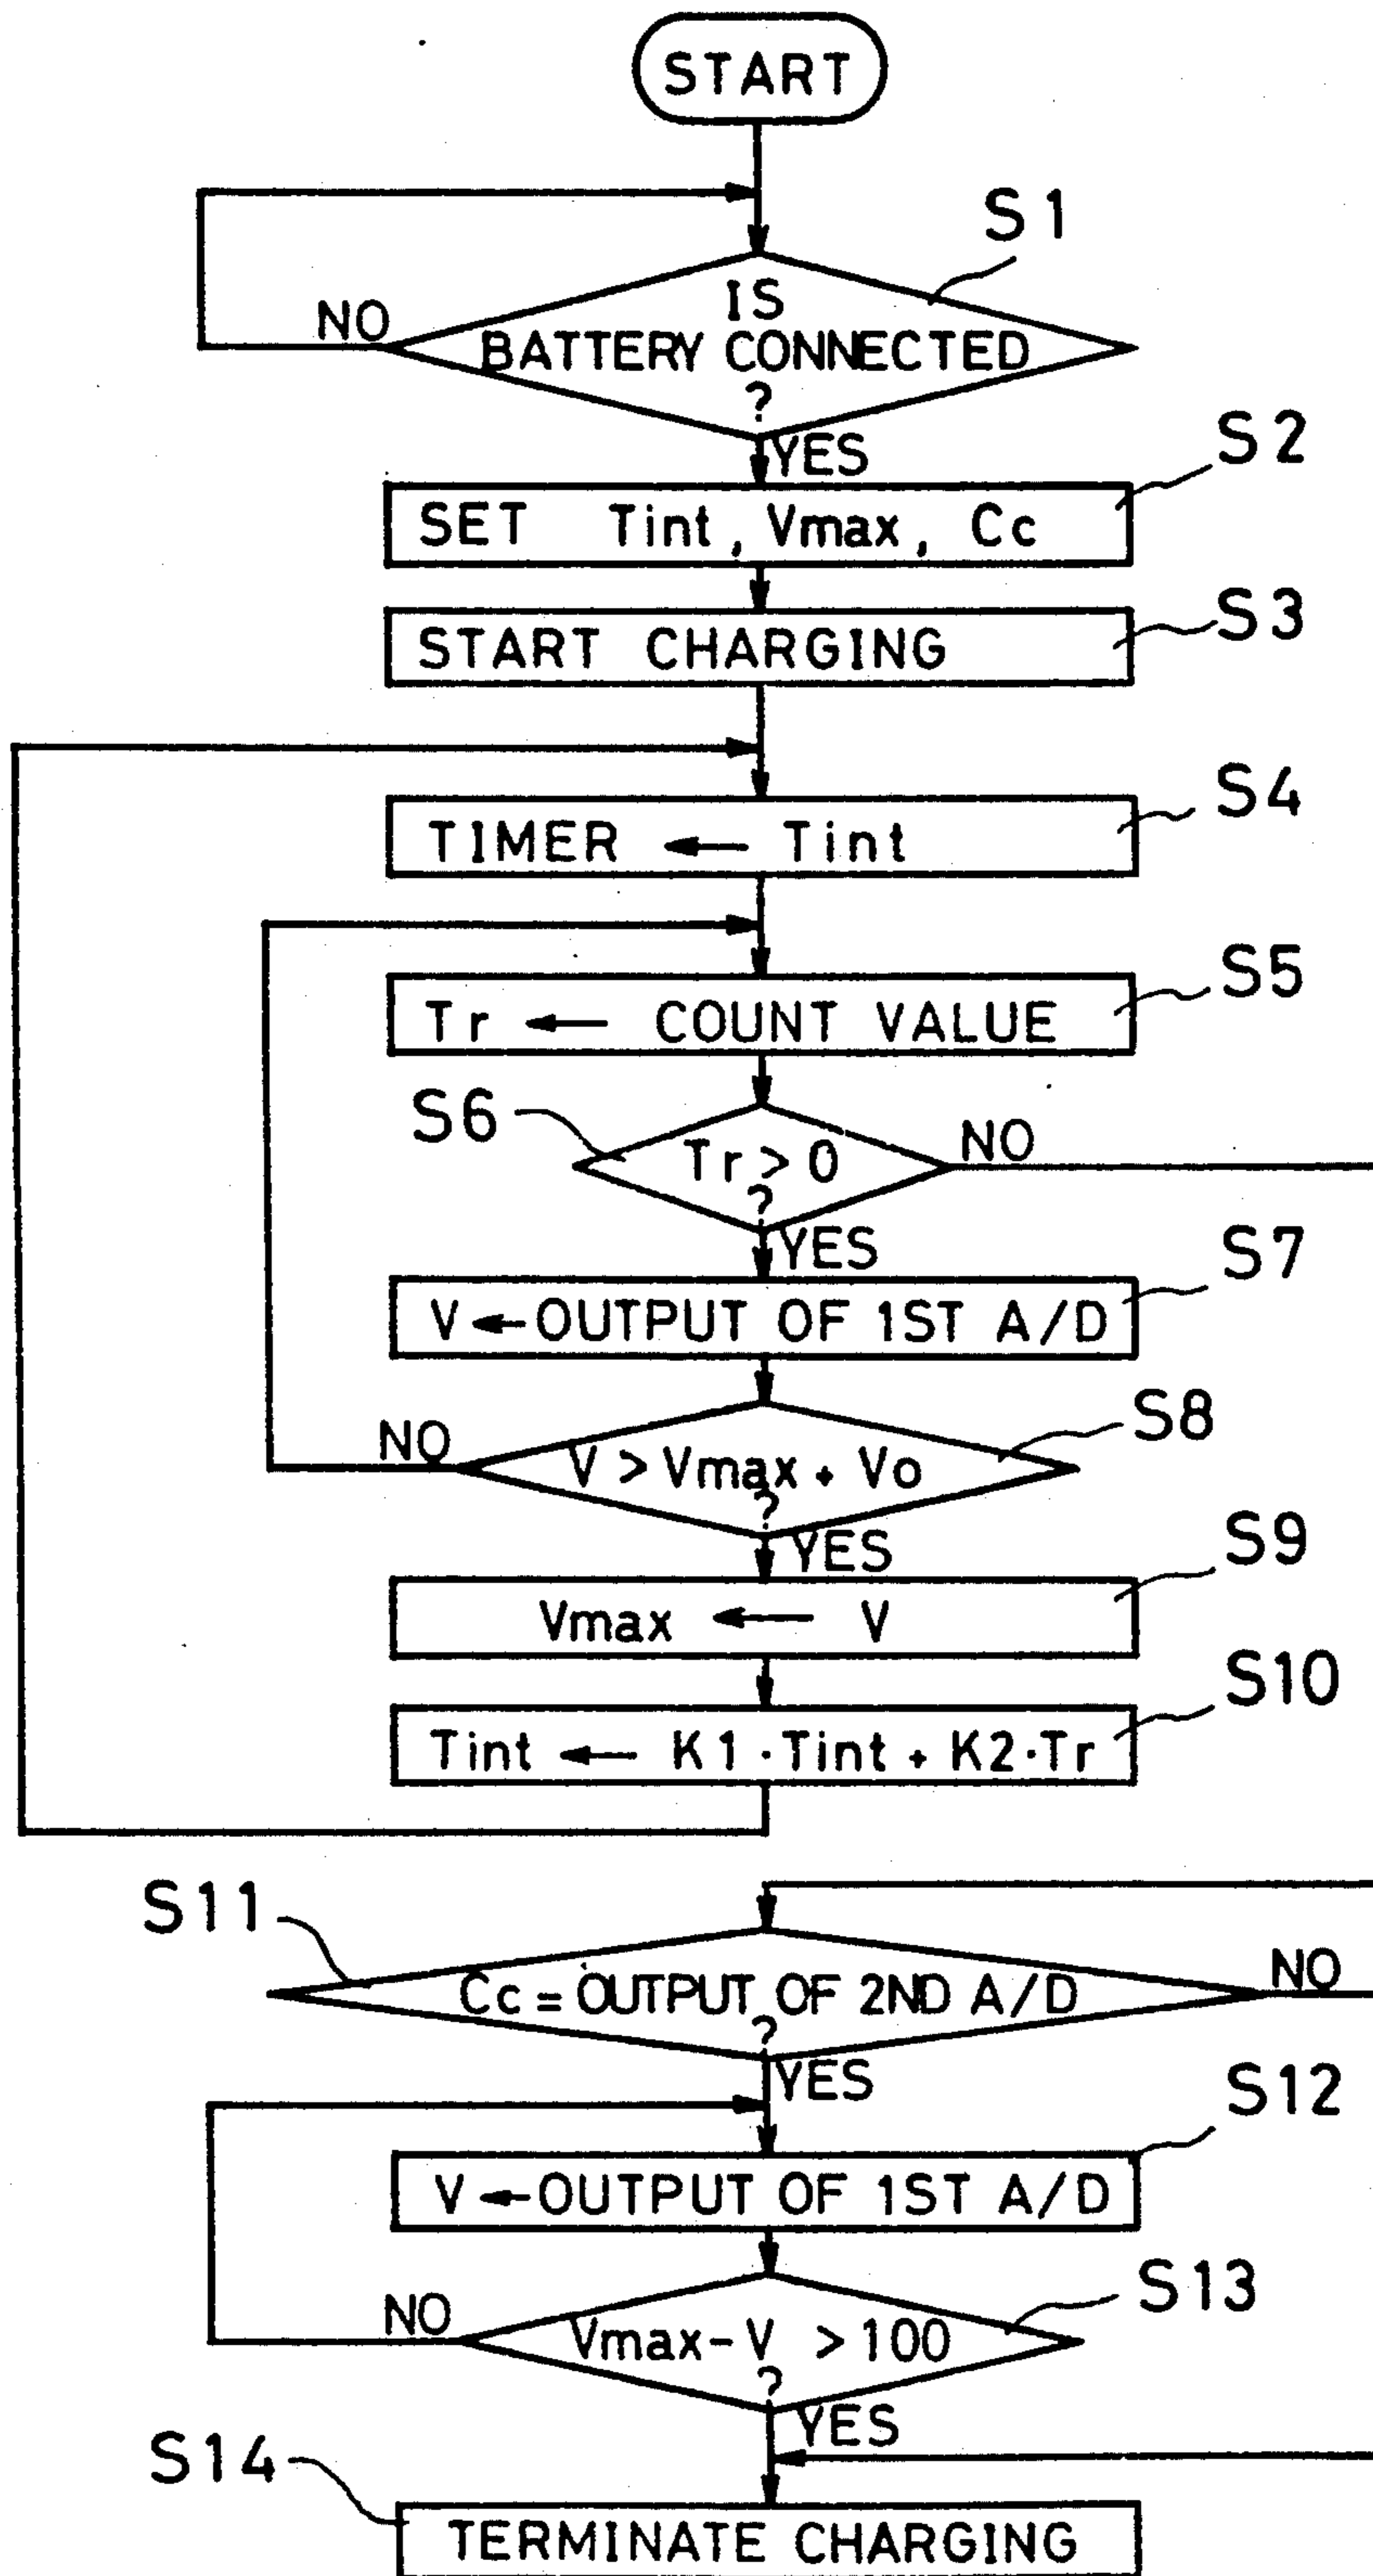 START
S1
IS
BATTERY CONNECTED
?
NO
YES
S2
SET Tint, Vmax, Cc
S3
START CHARGING
S4
TIMER ← Tint
S5
Tr ← COUNT VALUE
S6
Tr > 0
?
NO
YES
S7
V ← OUTPUT OF 1ST A/D
S8
V > Vmax + Vo
?
NO
YES
S9
Vmax ← V
S10
Tint ← K1·Tint + K2·Tr
S11
Cc = OUTPUT OF 2ND A/D
?
NO
YES
S12
V ← OUTPUT OF 1ST A/D
S13
Vmax - V > 100
?
NO
YES
S14
TERMINATE CHARGING